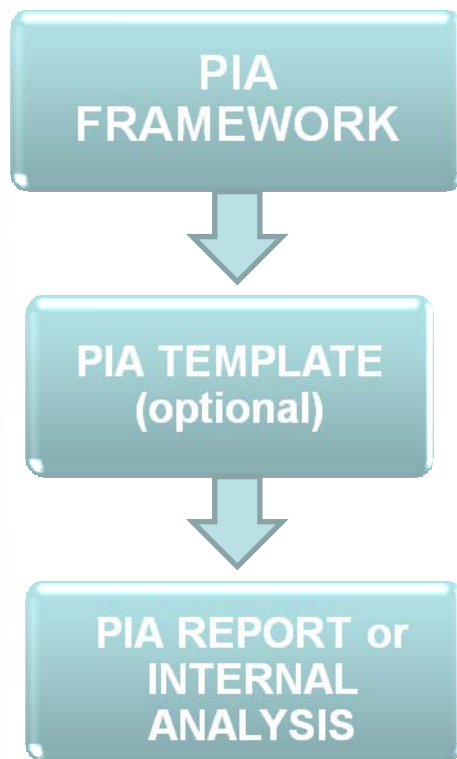 PIA
FRAMEWORK
PIA TEMPLATE
(optional)
PIA REPORT or
INTERNAL
ANALYSIS